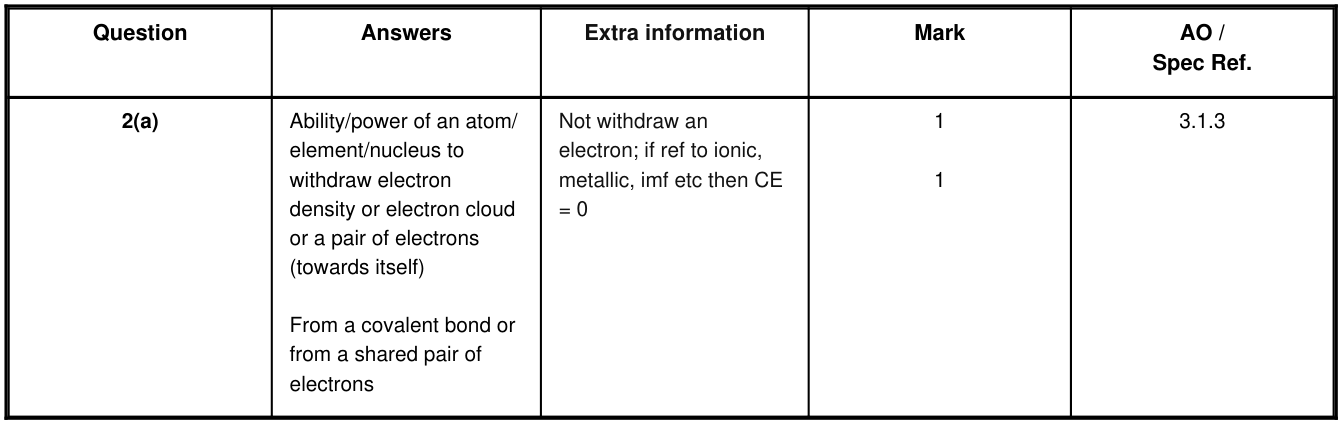 Question
Answers
Extra information
Mark
AO /
Spec Ref.
2(a)
Ability/power of an atom/
element/nucleus to
withdraw electron
density or electron cloud
or a pair of electrons
(towards itself)
From a covalent bond or
from a shared pair of
electrons
Not withdraw an
electron; if ref to ionic,
metallic, imf etc then CE
= 0
1
1
3.1.3